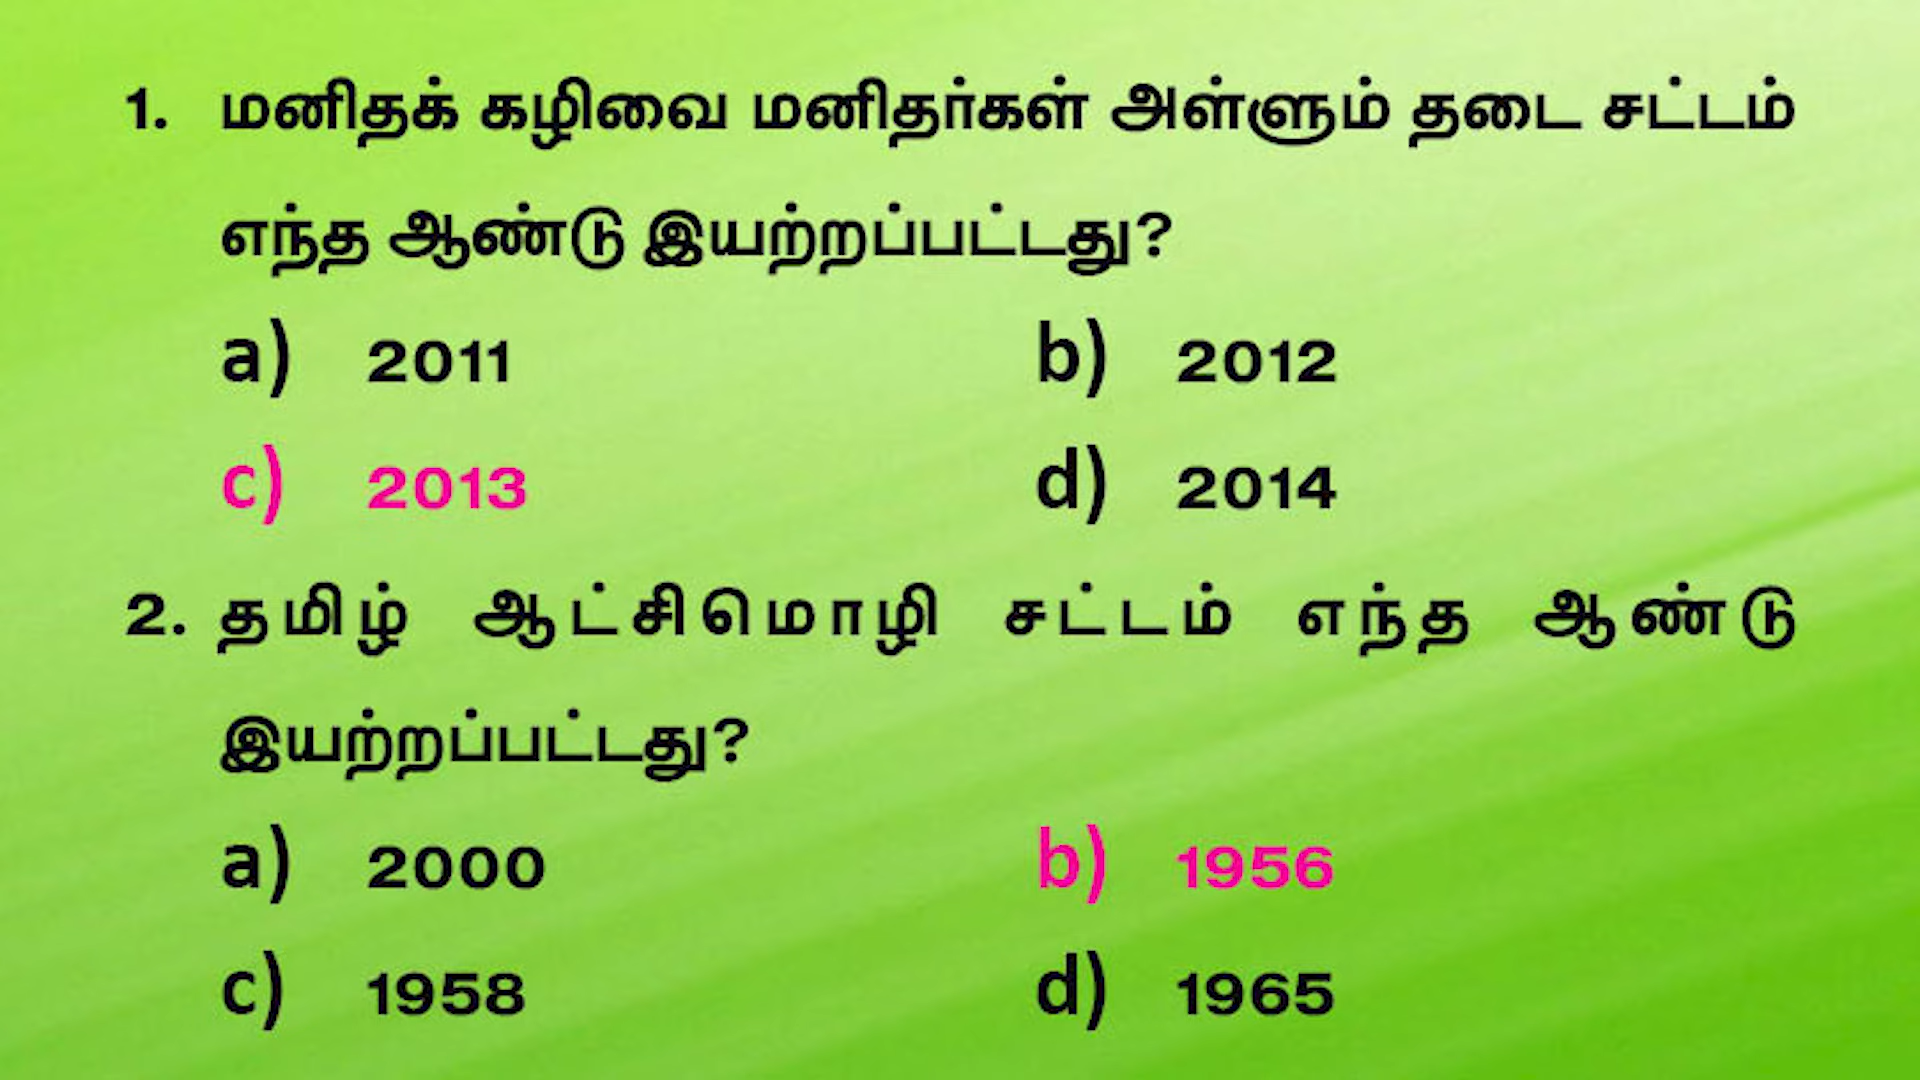 1. மனிதக் கழிவை மனிதர்கள் அள்ளும் தடை சட்டம்
எந்த ஆண்டு இயற்றப்பட்டது?
a) 2011 b) 2012
c) 2013 d) 2014
2. தமிழ் ஆட்சிமொழி சட்டம் எந்த ஆண்டு
இயற்றப்பட்டது?
a) 2000 b) 1956
c) 1958 d) 1965